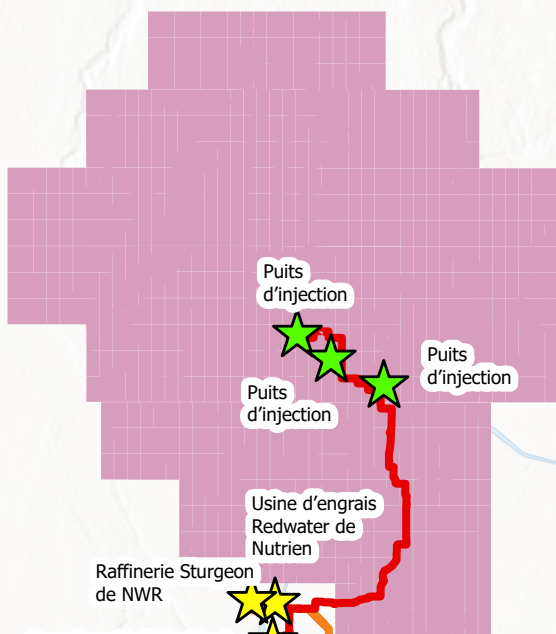 Puits
d'injection
Puits
d'injection
Puits
d'injection
Usine d'engrais
Redwater de
Nutrien
Raffinerie Sturgeon
de NWR